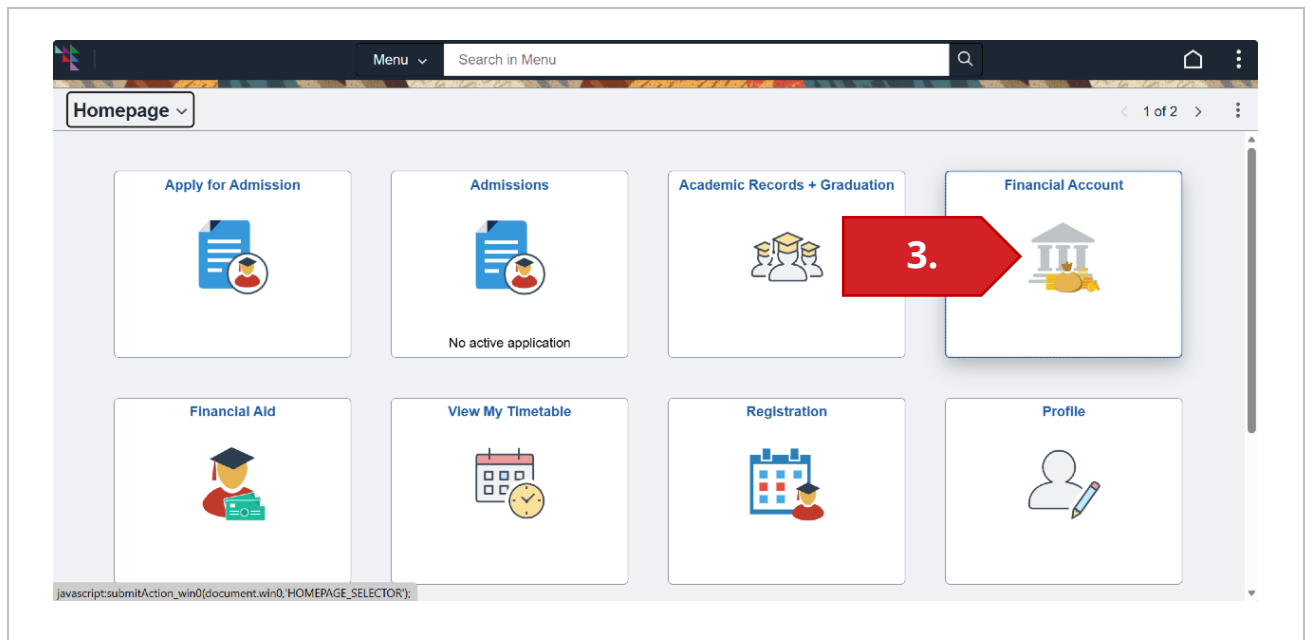 Menu
Search in Menu
Homepage
1 of 2
Apply for Admission
Admissions
Academic Records + Graduation
Financial Account
3.
No active application
Financial Aid
View My Timetable
Registration
Profile
javascript:submitAction_win0(document.win0,'HOMEPAGE_SELECTOR');